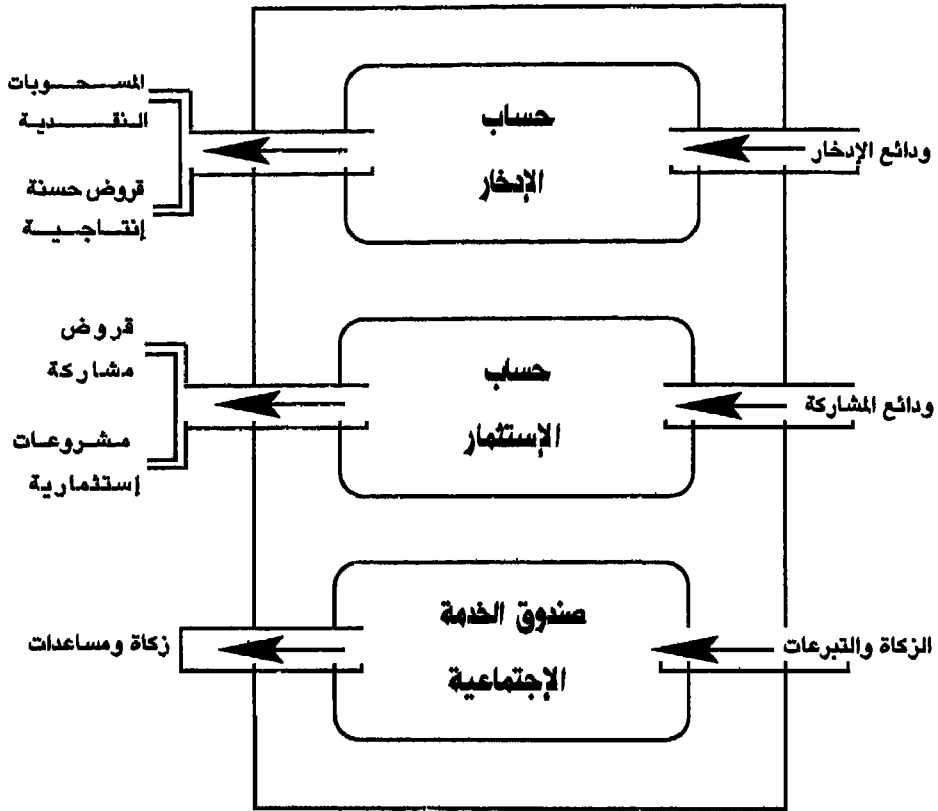 ودائع الإدخار
حساب
الإدخار
المسحوبات
النقدية
قروض حسنة
إنتاجية
ودائع المشاركة
حساب
الإستثمار
قروض
مشاركة
مشروعات
إستثمارية
الزكاة والتبرعات
صندوق الخدمة
الإجتماعية
زكاة ومساعدات